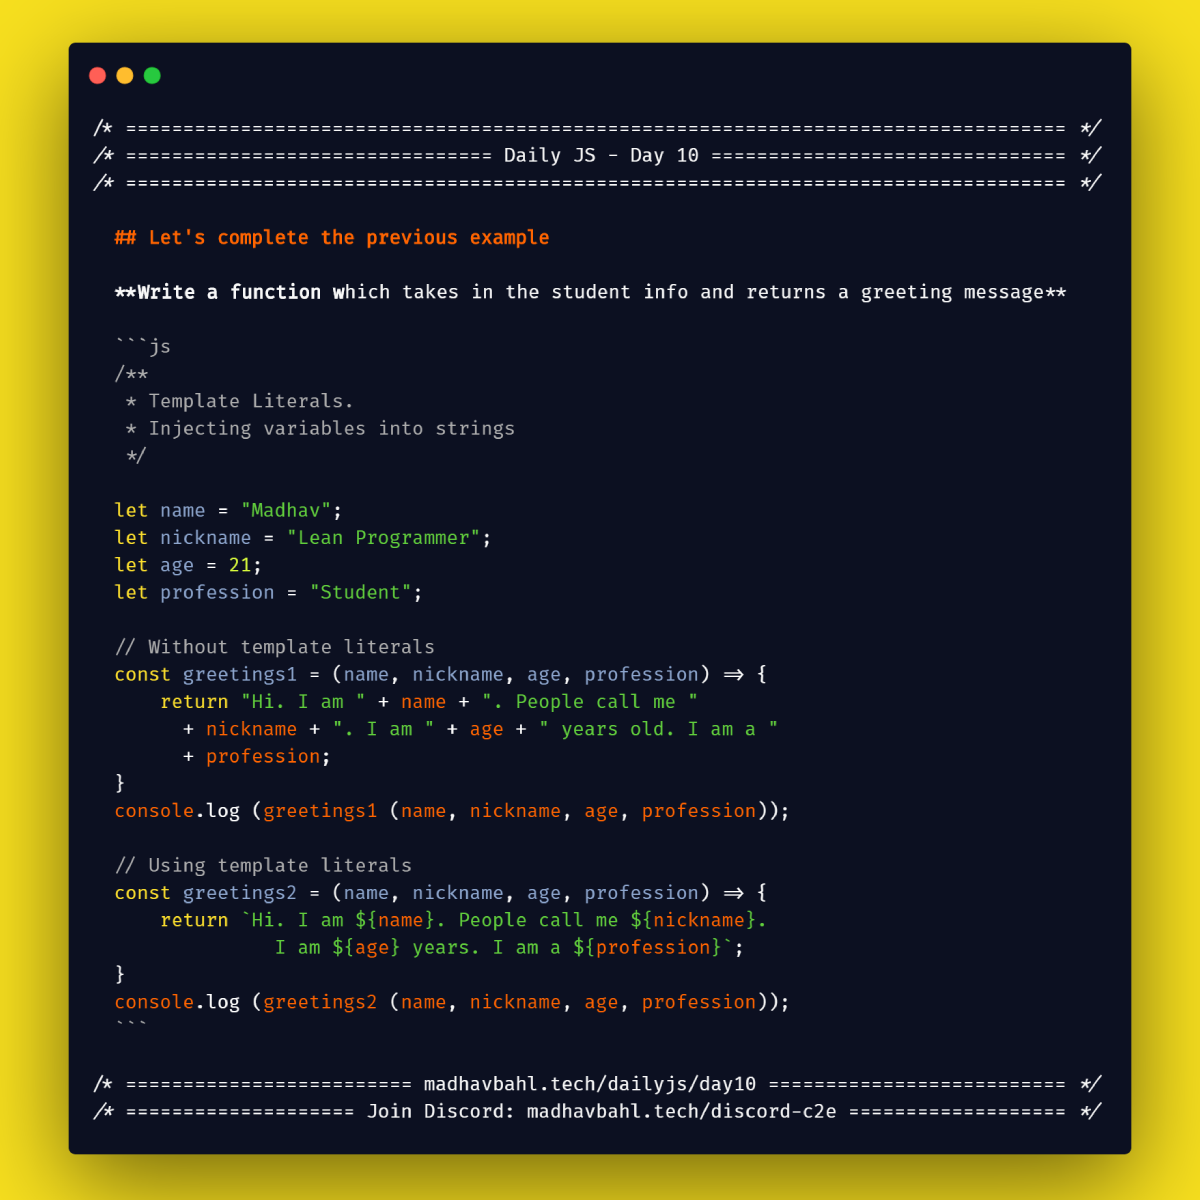 /* ================================================================================== */
/* ================================ Daily JS - Day 10 =============================== */
/* ================================================================================== */
## Let's complete the previous example
**Write a function which takes in the student info and returns a greeting message**
```js
/**
 * Template Literals.
 * Injecting variables into strings
 */
let name = "Madhav";
let nickname = "Lean Programmer";
let age = 21;
let profession = "Student";
// Without template literals
const greetings1 = (name, nickname, age, profession) => {
    return "Hi. I am " + name + ". People call me "
      + nickname + ". I am " + age + " years old. I am a "
      + profession;
}
console.log (greetings1 (name, nickname, age, profession));
// Using template literals
const greetings2 = (name, nickname, age, profession) => {
    return `Hi. I am ${name}. People call me ${nickname}.
              I am ${age} years. I am a ${profession}`;
}
console.log (greetings2 (name, nickname, age, profession));
```
/* ========================= madhavbahl.tech/dailyjs/day10 ========================== */
/* ==================== Join Discord: madhavbahl.tech/discord-c2e =================== */